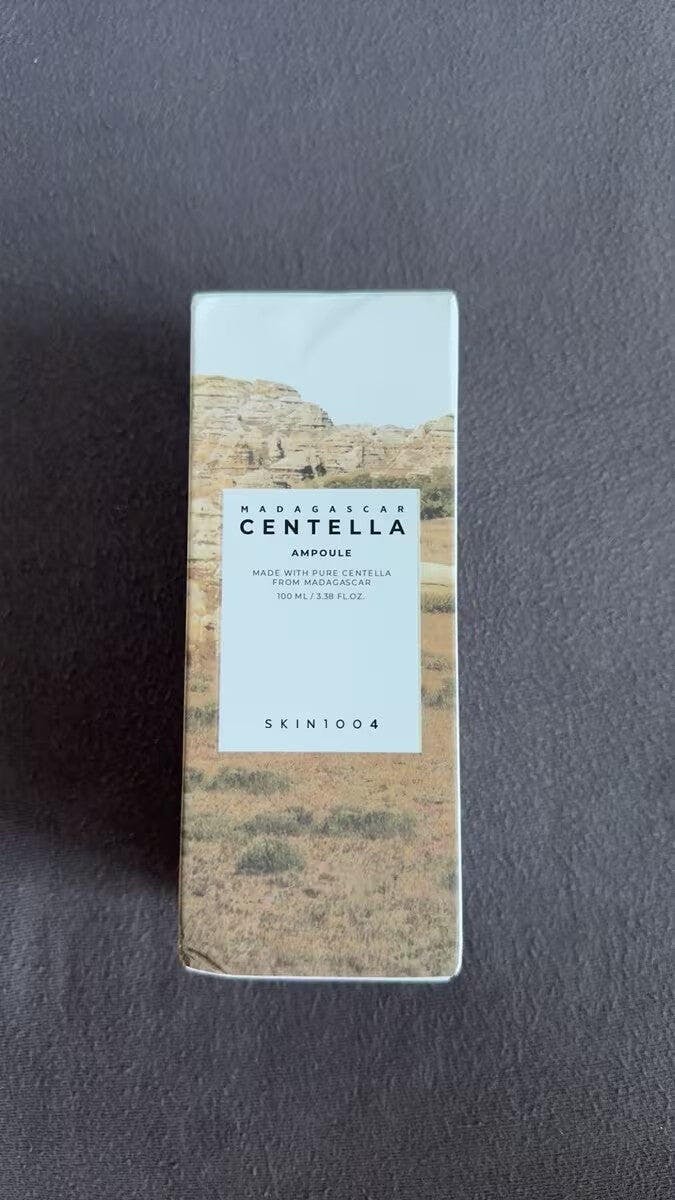 MADAGASCAR
CENTELLA
AMPOULE
MADE WITH PURE CENTELLA
FROM MADAGASCAR
100 ML / 3.38 FL.OZ.
SKIN1004